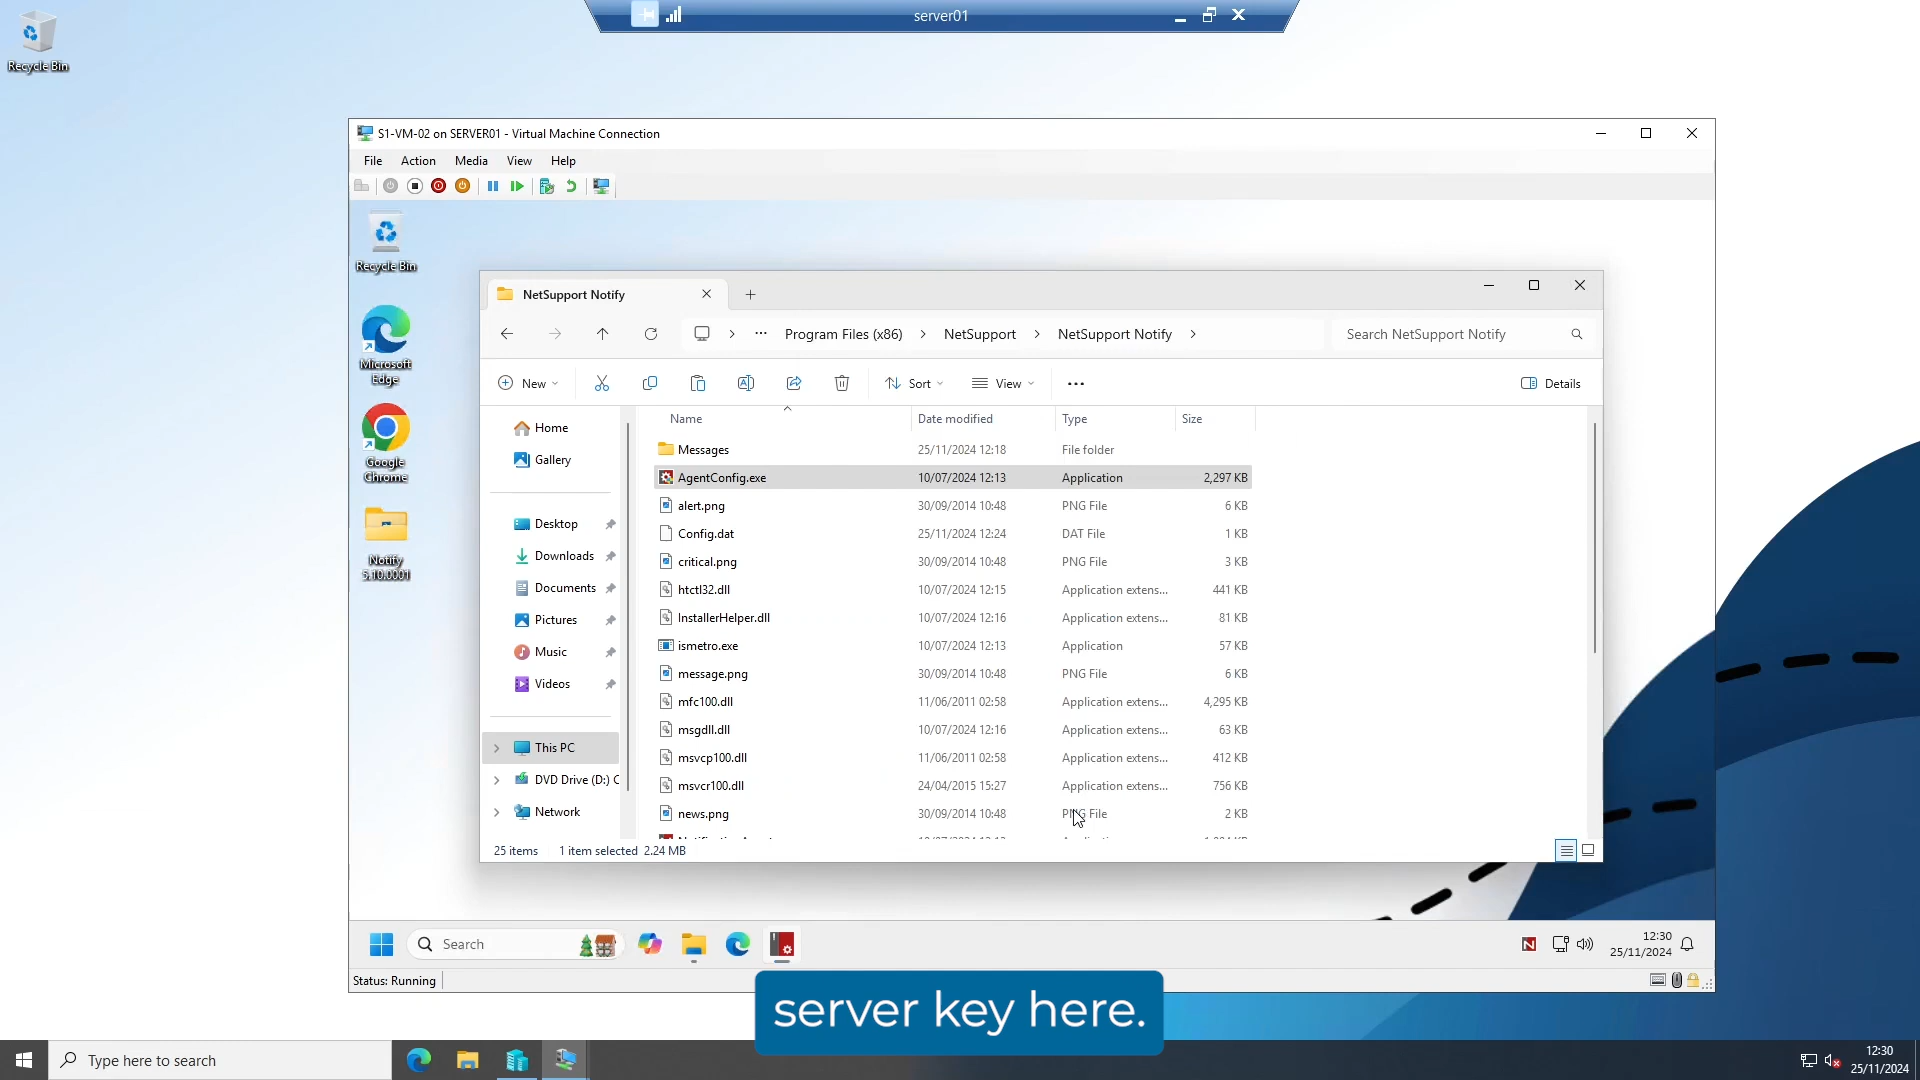 server01
Recycle Bin
S1-VM-02 on SERVER01 - Virtual Machine Connection
File Action Media View Help
Recycle Bin
Microsoft
Edge
Google
Chrome
Notify
5.10.0001
NetSupport Notify
Program Files (x86) > NetSupport > NetSupport Notify >
Search NetSupport Notify
New Sort View Details
Home
Gallery
Desktop
Downloads
Documents
Pictures
Music
Videos
This PC
DVD Drive (D:) C
Network
Name Date modified Type Size
Messages 25/11/2024 12:18 File folder
AgentConfig.exe 10/07/2024 12:13 Application 2,297 KB
alert.png 30/09/2014 10:48 PNG File 6 KB
Config.dat 25/11/2024 12:24 DAT File 1 KB
critical.png 30/09/2014 10:48 PNG File 3 KB
htctl32.dll 10/07/2024 12:15 Application extens... 441 KB
InstallerHelper.dll 10/07/2024 12:16 Application extens... 81 KB
ismetro.exe 10/07/2024 12:13 Application 57 KB
message.png 30/09/2014 10:48 PNG File 6 KB
mfc100.dll 11/06/2011 02:58 Application extens... 4,295 KB
msgdll.dll 10/07/2024 12:16 Application extens... 63 KB
msvcp100.dll 11/06/2011 02:58 Application extens... 412 KB
msvcr100.dll 24/04/2015 15:27 Application extens... 756 KB
news.png 30/09/2014 10:48 PNG File 2 KB
25 items 1 item selected 2.24 MB
Search
12:30
25/11/2024
Status: Running
server key here.
Type here to search
12:30
25/11/2024